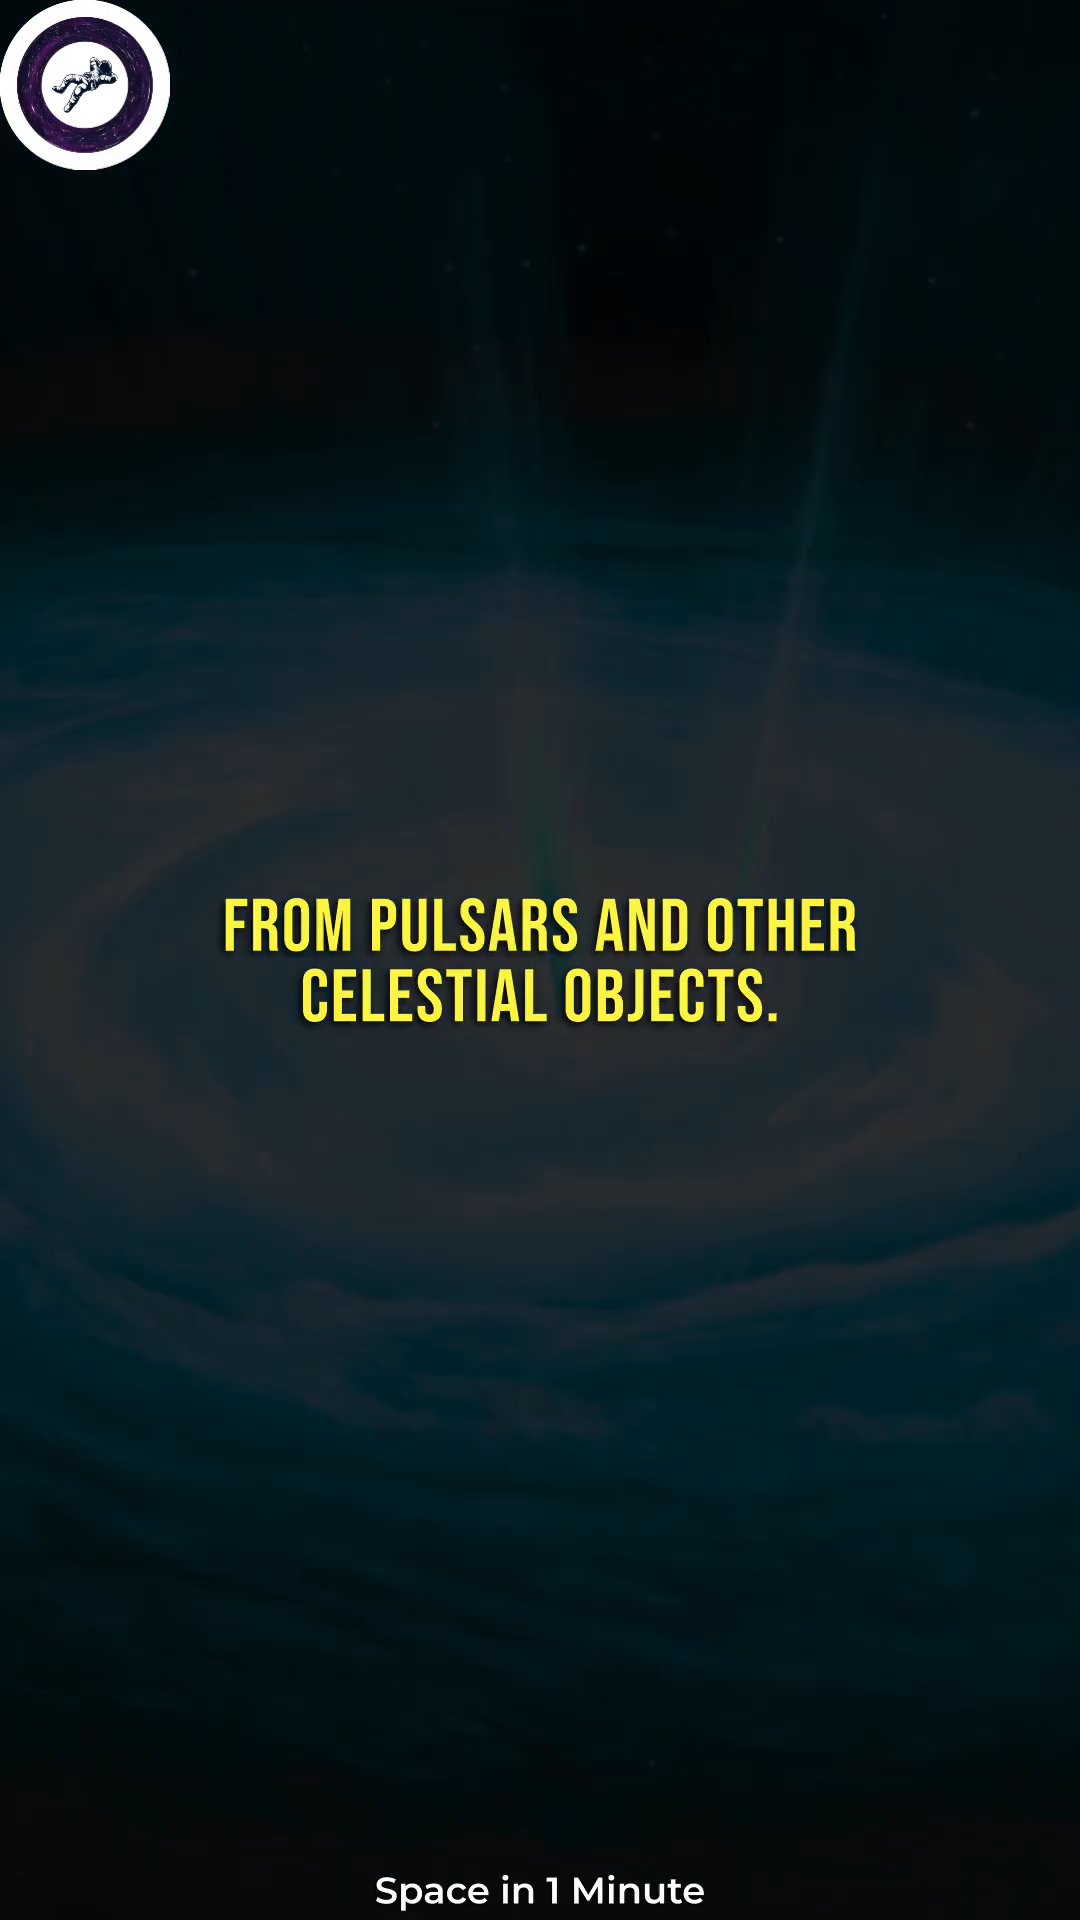 FROM PULSARS AND OTHER
CELESTIAL OBJECTS.
Space in 1 Minute